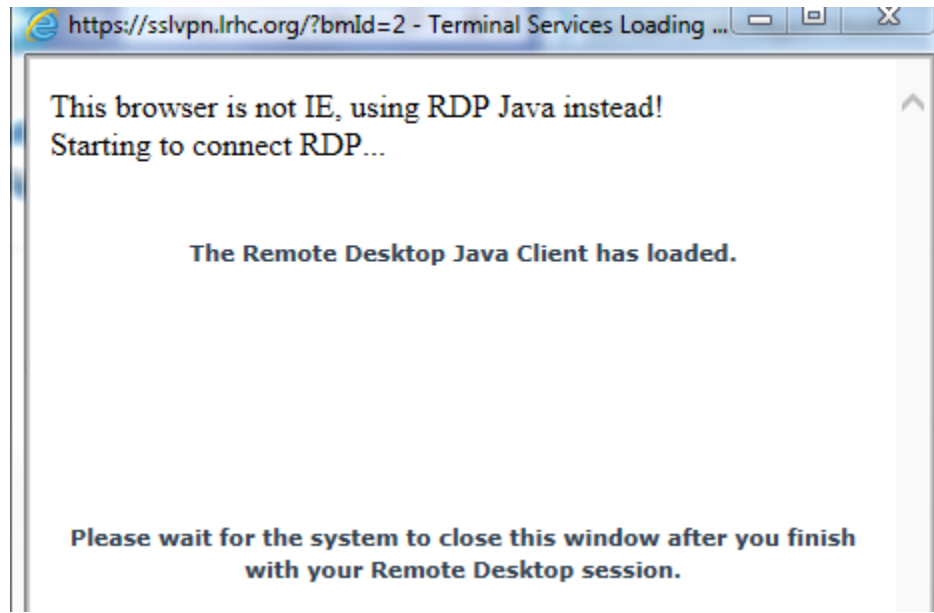 https://sslvpn.lrhc.org/?bmId=2 - Terminal Services Loading ...
This browser is not IE, using RDP Java instead!
Starting to connect RDP...
The Remote Desktop Java Client has loaded.
Please wait for the system to close this window after you finish
with your Remote Desktop session.